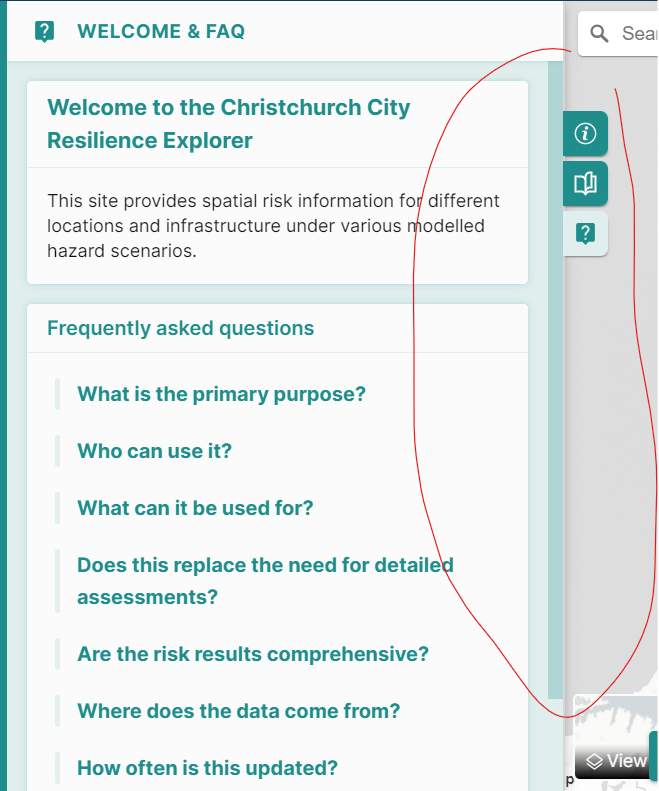 WELCOME & FAQ
Welcome to the Christchurch City
Resilience Explorer
This site provides spatial risk information for different
locations and infrastructure under various modelled
hazard scenarios.
Frequently asked questions
What is the primary purpose?
Who can use it?
What can it be used for?
Does this replace the need for detailed
assessments?
Are the risk results comprehensive?
Where does the data come from?
How often is this updated?
Sear
View
p